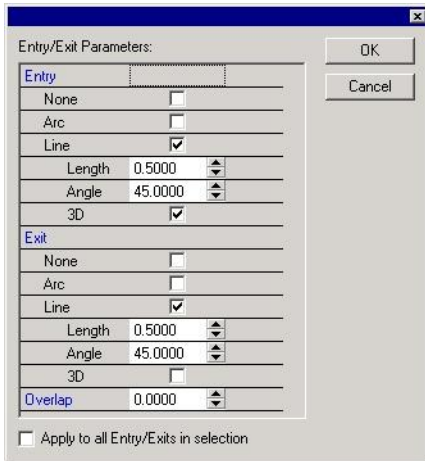 Entry/Exit Parameters:
OK
Cancel
Entry
None
Arc
Line
Length 0.5000
Angle 45.0000
3D
Exit
None
Arc
Line
Length 0.5000
Angle 45.0000
3D
Overlap 0.0000
Apply to all Entry/Exits in selection